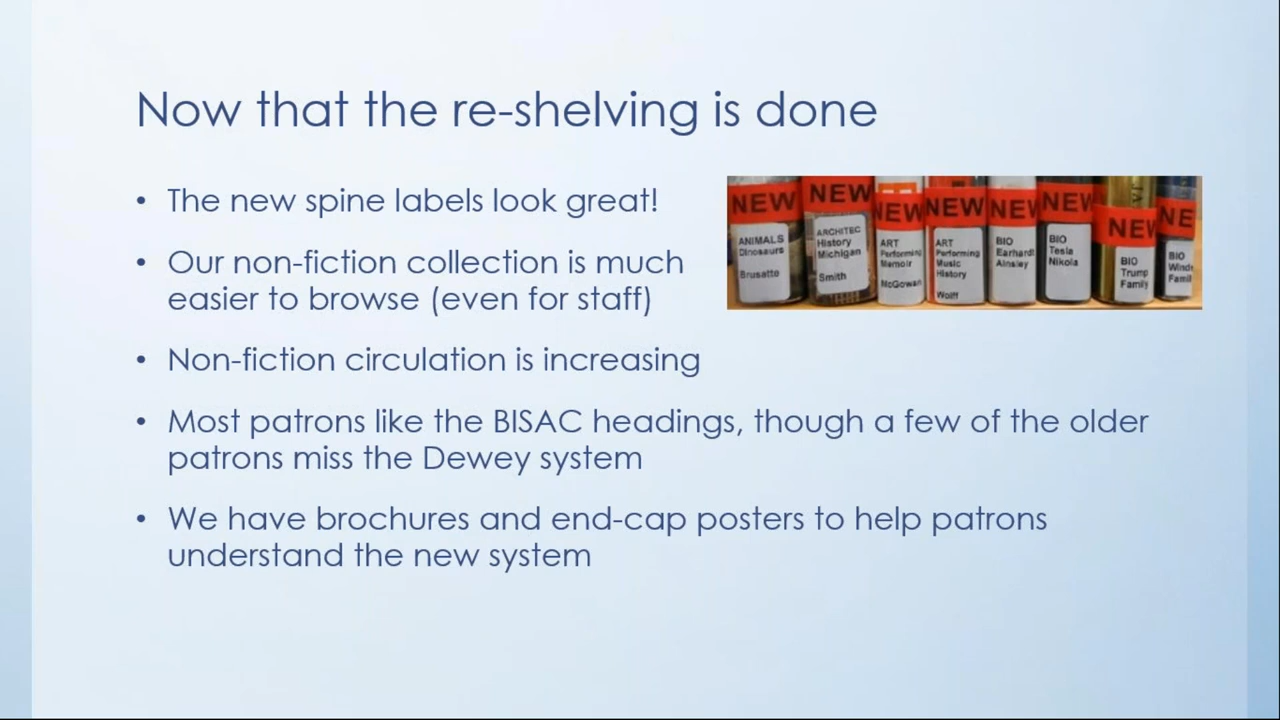 Now that the re-shelving is done
• The new spine labels look great!
• Our non-fiction collection is much
easier to browse (even for staff)
• Non-fiction circulation is increasing
• Most patrons like the BISAC headings, though a few of the older
patrons miss the Dewey system
• We have brochures and end-cap posters to help patrons
understand the new system
NEW
ANIMALS
Dinosaurs
Brusatte
NEW
ARCHITEC
History
Michigan
Smith
NEW
ART
Performing
Memoir
McGowan
NEW
ART
Performing
Music
History
Wolff
NEW
BIO
Earhardt
Ainsley
NEW
BIO
Tesla
Nikola
NEW
BIO
Trump
Family
NE
BIO
Famil